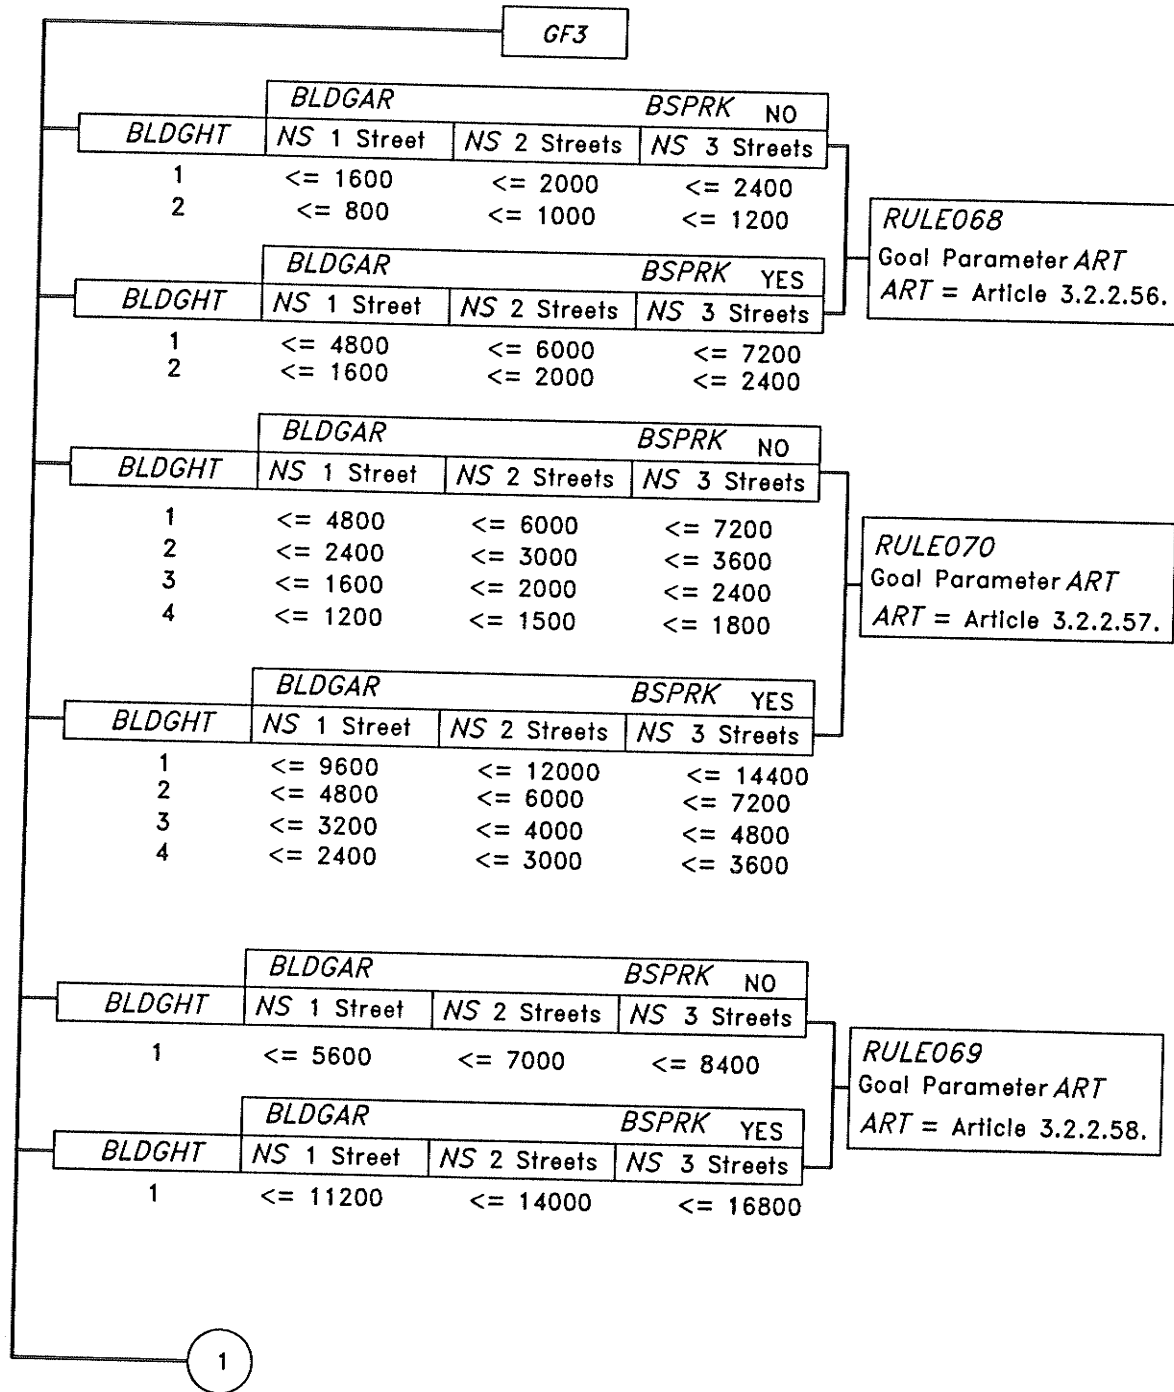 GF3
BLDGAR BSPRK NO
BLDGHT NS 1 Street NS 2 Streets NS 3 Streets
1 <= 1600 <= 2000 <= 2400
2 <= 800 <= 1000 <= 1200
RULE068
Goal Parameter ART
ART = Article 3.2.2.56.
BLDGAR BSPRK YES
BLDGHT NS 1 Street NS 2 Streets NS 3 Streets
1 <= 4800 <= 6000 <= 7200
2 <= 1600 <= 2000 <= 2400
BLDGAR BSPRK NO
BLDGHT NS 1 Street NS 2 Streets NS 3 Streets
1 <= 4800 <= 6000 <= 7200
2 <= 2400 <= 3000 <= 3600
3 <= 1600 <= 2000 <= 2400
4 <= 1200 <= 1500 <= 1800
RULE070
Goal Parameter ART
ART = Article 3.2.2.57.
BLDGAR BSPRK YES
BLDGHT NS 1 Street NS 2 Streets NS 3 Streets
1 <= 9600 <= 12000 <= 14400
2 <= 4800 <= 6000 <= 7200
3 <= 3200 <= 4000 <= 4800
4 <= 2400 <= 3000 <= 3600
BLDGAR BSPRK NO
BLDGHT NS 1 Street NS 2 Streets NS 3 Streets
1 <= 5600 <= 7000 <= 8400
RULE069
Goal Parameter ART
ART = Article 3.2.2.58.
BLDGAR BSPRK YES
BLDGHT NS 1 Street NS 2 Streets NS 3 Streets
1 <= 11200 <= 14000 <= 16800
1